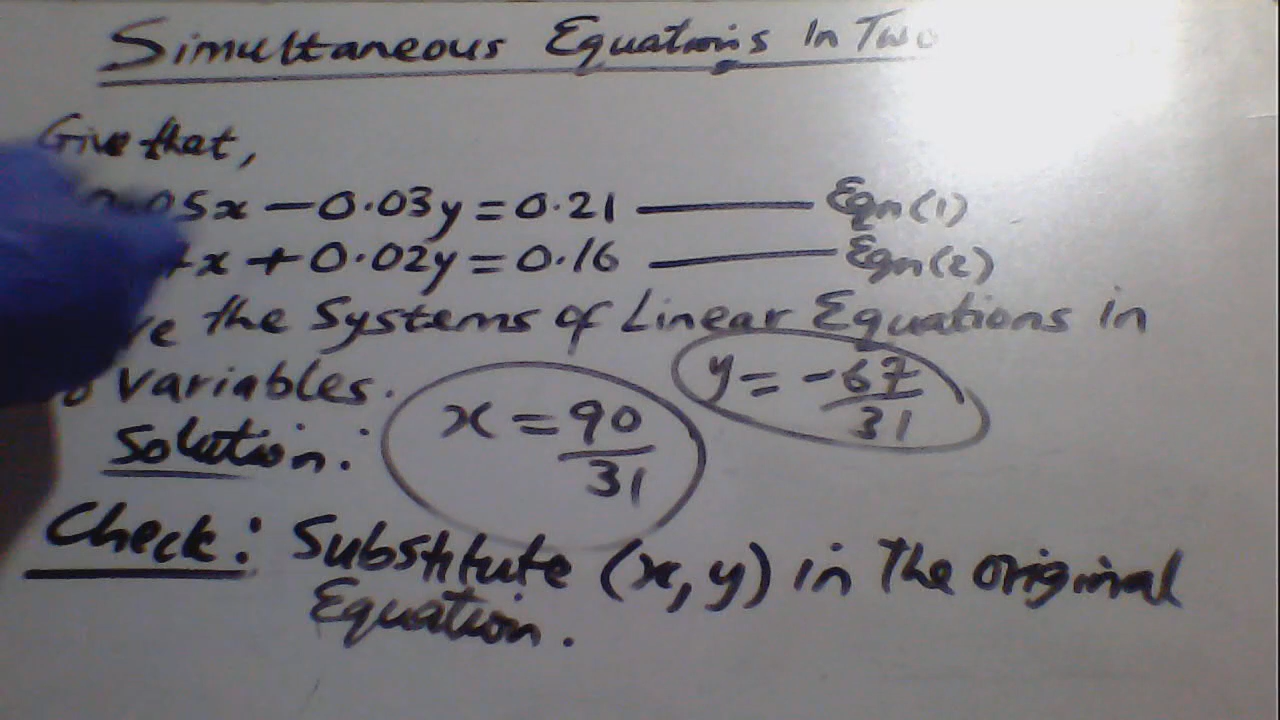 Simultaneous Equations In Two
Give that,
0.05x - 0.03y = 0.21 ——— Eqn(1)
x + 0.02y = 0.16 ——— Eqn(2)
the Systems of Linear Equations in
variables.
Solution:
x = 90/31
y = -67/31
Check: Substitute (x, y) in the original
Equation.